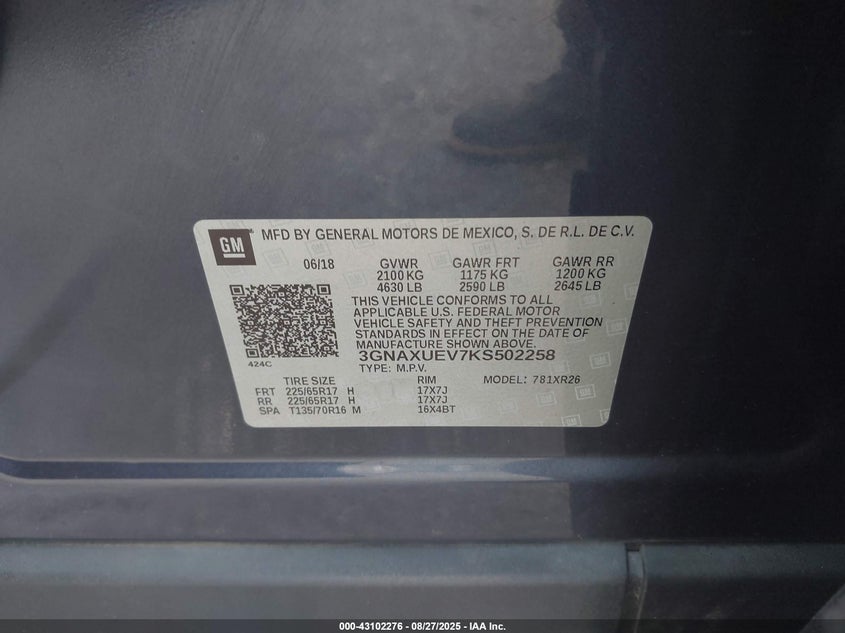 GM
MFD BY GENERAL MOTORS DE MEXICO, S. DE R.L. DE C.V.
06/18 GVWR GAWR FRT GAWR RR
2100 KG 1175 KG 1200 KG
4630 LB 2590 LB 2645 LB
THIS VEHICLE CONFORMS TO ALL
APPLICABLE U.S. FEDERAL MOTOR
VEHICLE SAFETY AND THEFT PREVENTION
STANDARDS IN EFFECT ON THE DATE OF
MANUFACTURE SHOWN ABOVE.
3GNAXUEV7KS502258
424C
TYPE: M.P.V.
TIRE SIZE RIM MODEL: 781XR26
FRT 225/65R17 H 17X7J
RR 225/65R17 H 17X7J
SPA T135/70R16 M 16X4BT
000-43102276 - 08/27/2025 - IAA Inc.